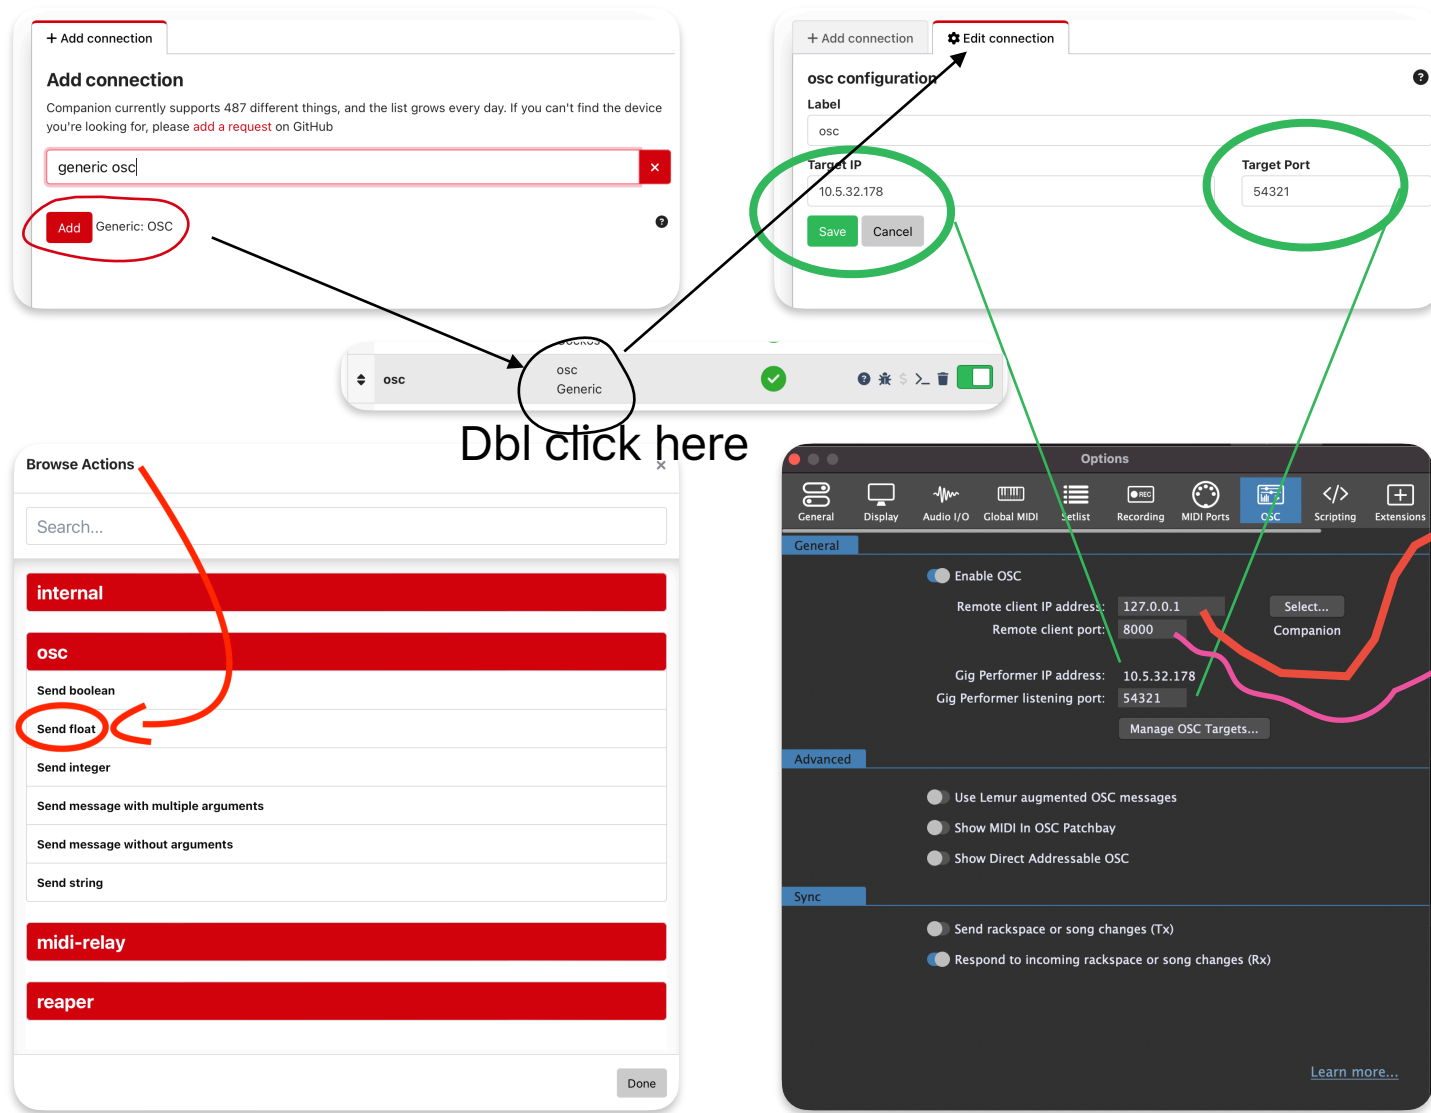 + Add connection
Add connection
Companion currently supports 487 different things, and the list grows every day. If you can't find the device
you're looking for, please add a request on GitHub
generic osc
×
Add Generic: OSC
+ Add connection
Edit connection
osc configuration
Label
osc
Target IP
Target Port
10.5.32.178
54321
Save
Cancel
osc
osc
Generic
Dbl click here
Browse Actions
×
Search...
internal
osc
Send boolean
Send float
Send integer
Send message with multiple arguments
Send message without arguments
Send string
midi-relay
reaper
Done
Options
General
Display
Audio I/O
Global MIDI
Setlist
REC
Recording
MIDI Ports
OSC
Scripting
Extensions
General
Enable OSC
Remote client IP address: 127.0.0.1 Select...
Remote client port: 8000 Companion
Gig Performer IP address: 10.5.32.178
Gig Performer listening port: 54321
Manage OSC Targets...
Advanced
Use Lemur augmented OSC messages
Show MIDI In OSC Patchbay
Show Direct Addressable OSC
Sync
Send rackspace or song changes (Tx)
Respond to incoming rackspace or song changes (Rx)
Learn more...